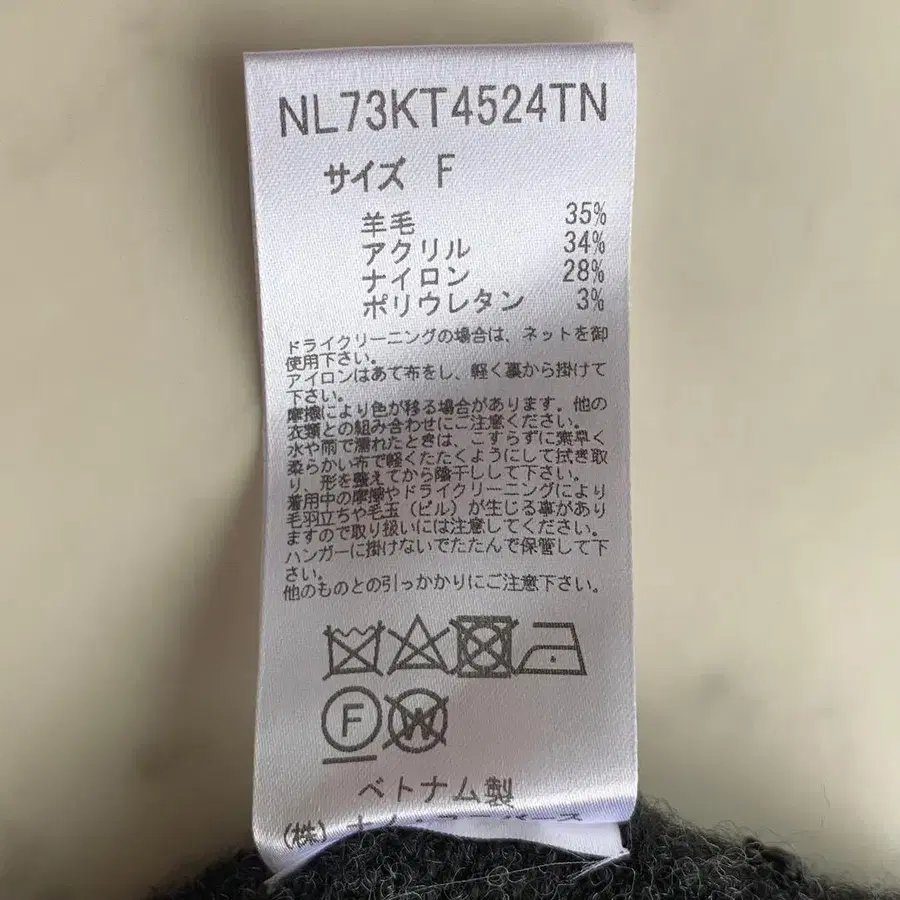 NL73KT4524TN
サイズ F
羊毛 35%
アクリル 34%
ナイロン 28%
ポリウレタン 3%
ドライクリーニングの場合は、ネットを御
使用下さい。
アイロンはあて布をし、軽く裏から掛けて
下さい。
摩擦により色が移る場合があります。他の
衣類との組み合わせにご注意ください。
水や雨で濡れたときは、こすらずに素早く
柔らかい布で軽くたたくようにして拭き取
り、形を整えてから陰干しして下さい。
着用中の摩擦やドライクリーニングにより
毛羽立ちや毛玉（ピル）が生じる事があり
ますので取り扱いには注意してください。
ハンガーに掛けないでたたんで保管して下
さい。
他のものとの引っかかりにご注意下さい。
F W
ベトナム製
(株)